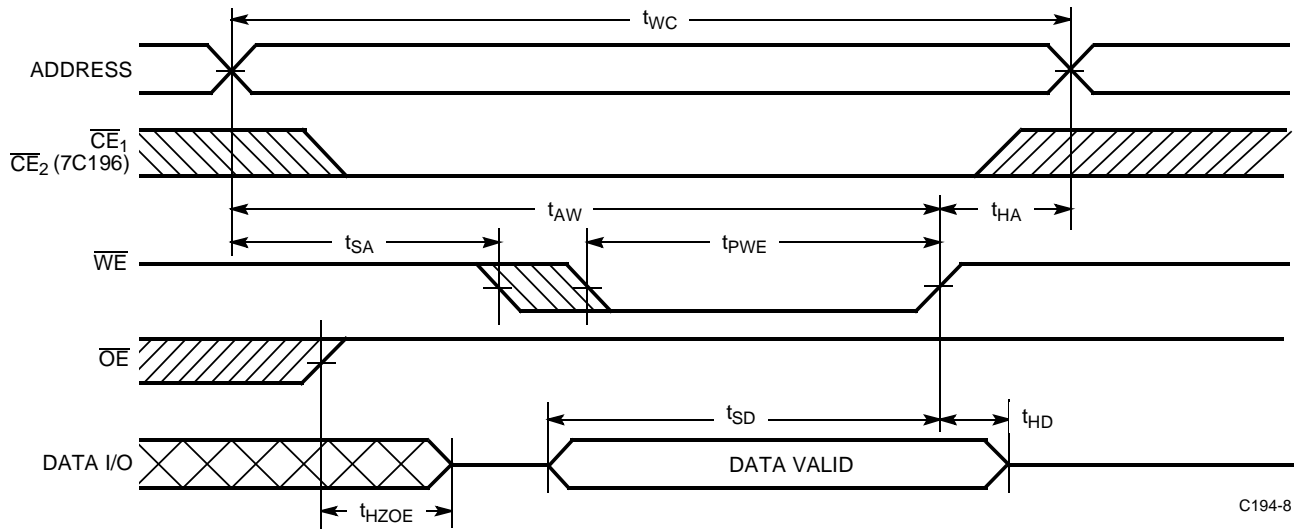 tWC
ADDRESS
CE1
CE2 (7C196)
tAW
tHA
tSA
tPWE
WE
OE
tSD
tHD
DATA I/O
DATA VALID
tHZOE
C194-8